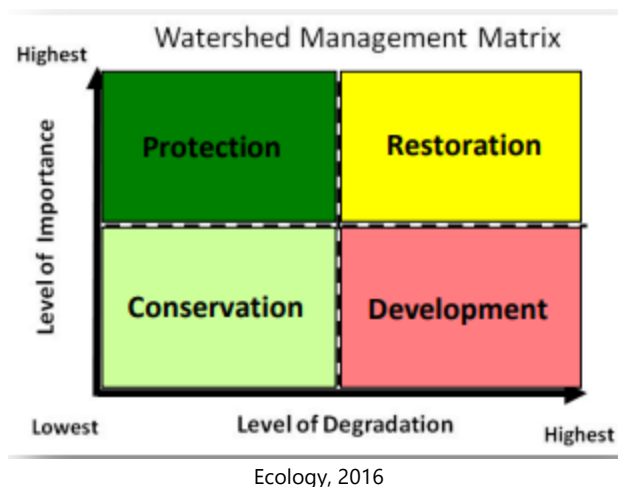 Watershed Management Matrix
Highest
Level of Importance
Protection
Restoration
Conservation
Development
Lowest
Level of Degradation
Highest
Ecology, 2016